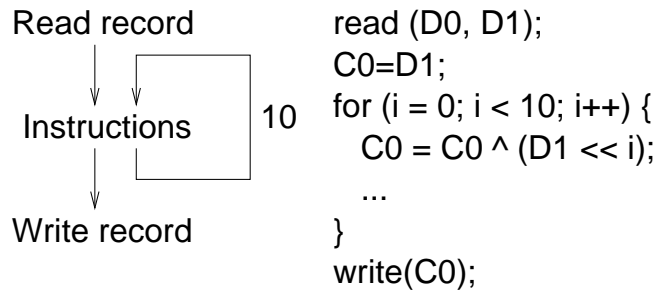 Read record
Instructions
10
Write record
read (D0, D1);
C0=D1;
for (i = 0; i < 10; i++) {
C0 = C0 ^ (D1 << i);
...
}
write(C0);